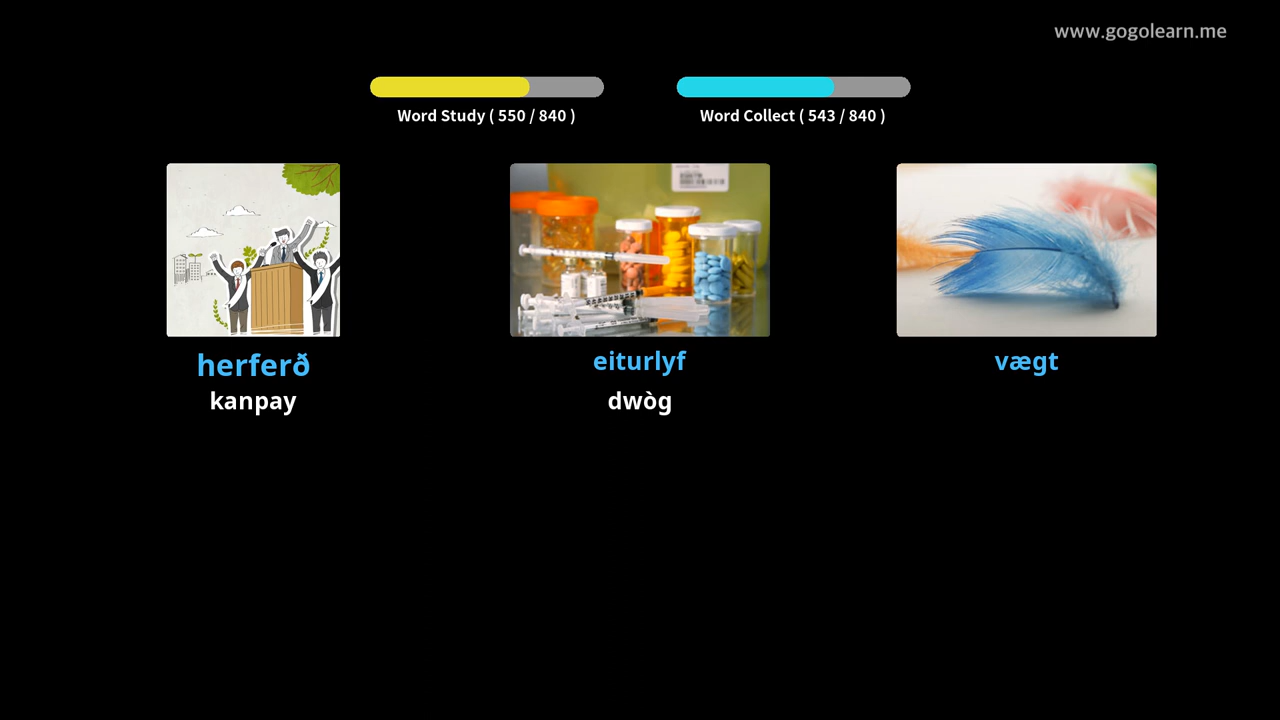 www.gogolearn.me
Word Study ( 550 / 840 )
Word Collect ( 543 / 840 )
herferð
eiturlyf
vægt
kanpay
dwòg